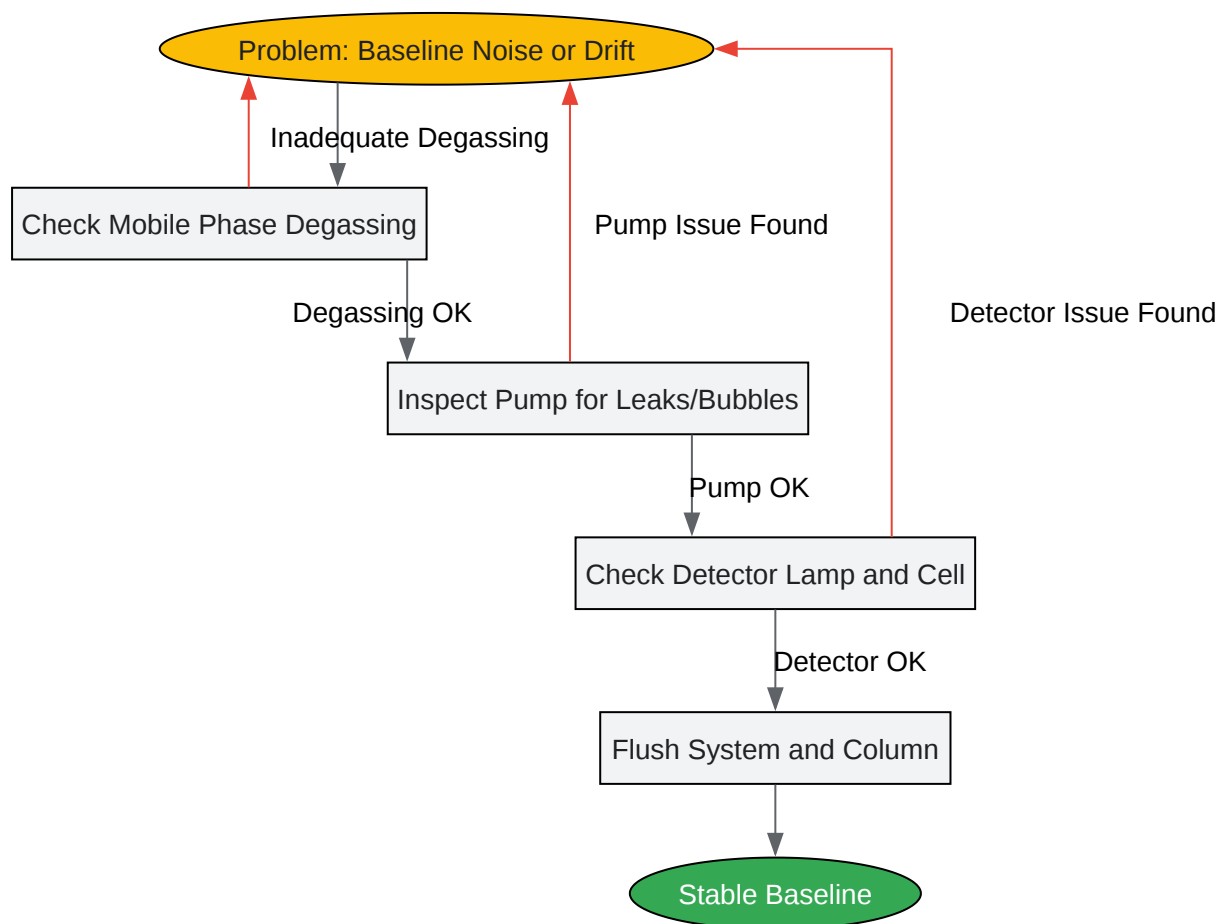 Problem: Baseline Noise or Drift
Inadequate Degassing
Check Mobile Phase Degassing
Pump Issue Found
Degassing OK
Detector Issue Found
Inspect Pump for Leaks/Bubbles
Pump OK
Check Detector Lamp and Cell
Detector OK
Flush System and Column
Stable Baseline